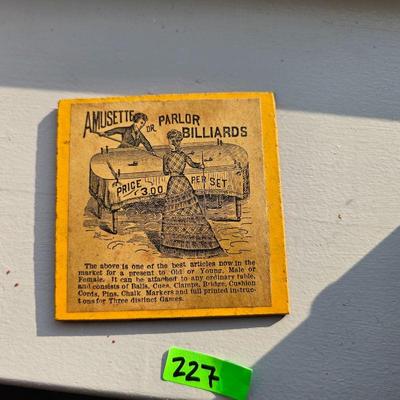 AMUSETTE OR, PARLOR
BILLIARDS
PRICE $3.00 PER SET
The above is one of the best articles now in the
market for a present to Old or Young, Male or
Female. It can be attached to any ordinary table,
and consists of Balls, Cues, Clamps, Bridge, Cushion
Cords, Pins, Chalk, Markers and full printed instruc-
tions for Three distinct Games.
227